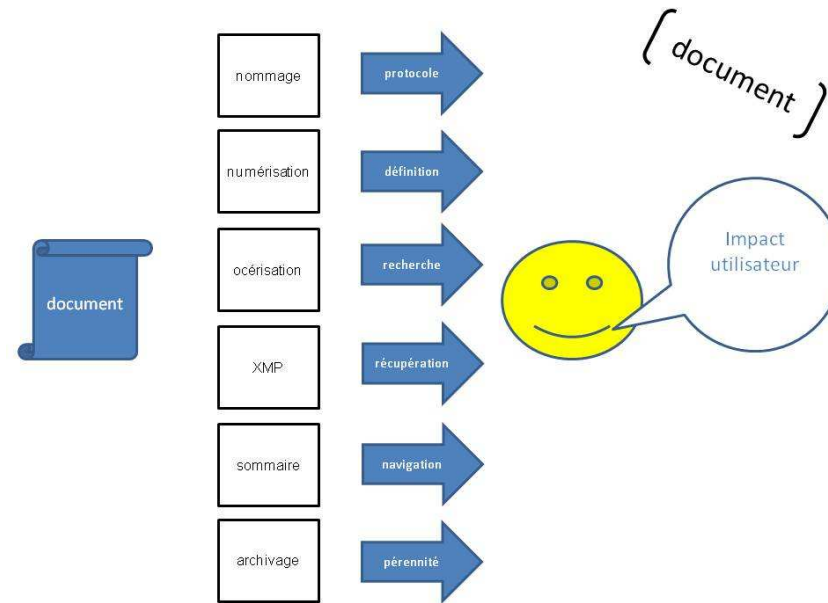 document
nommage
protocole
numérisation
définition
océrisation
recherche
document
Impact
utilisateur
XMP
récupération
sommaire
navigation
archivage
pérennité